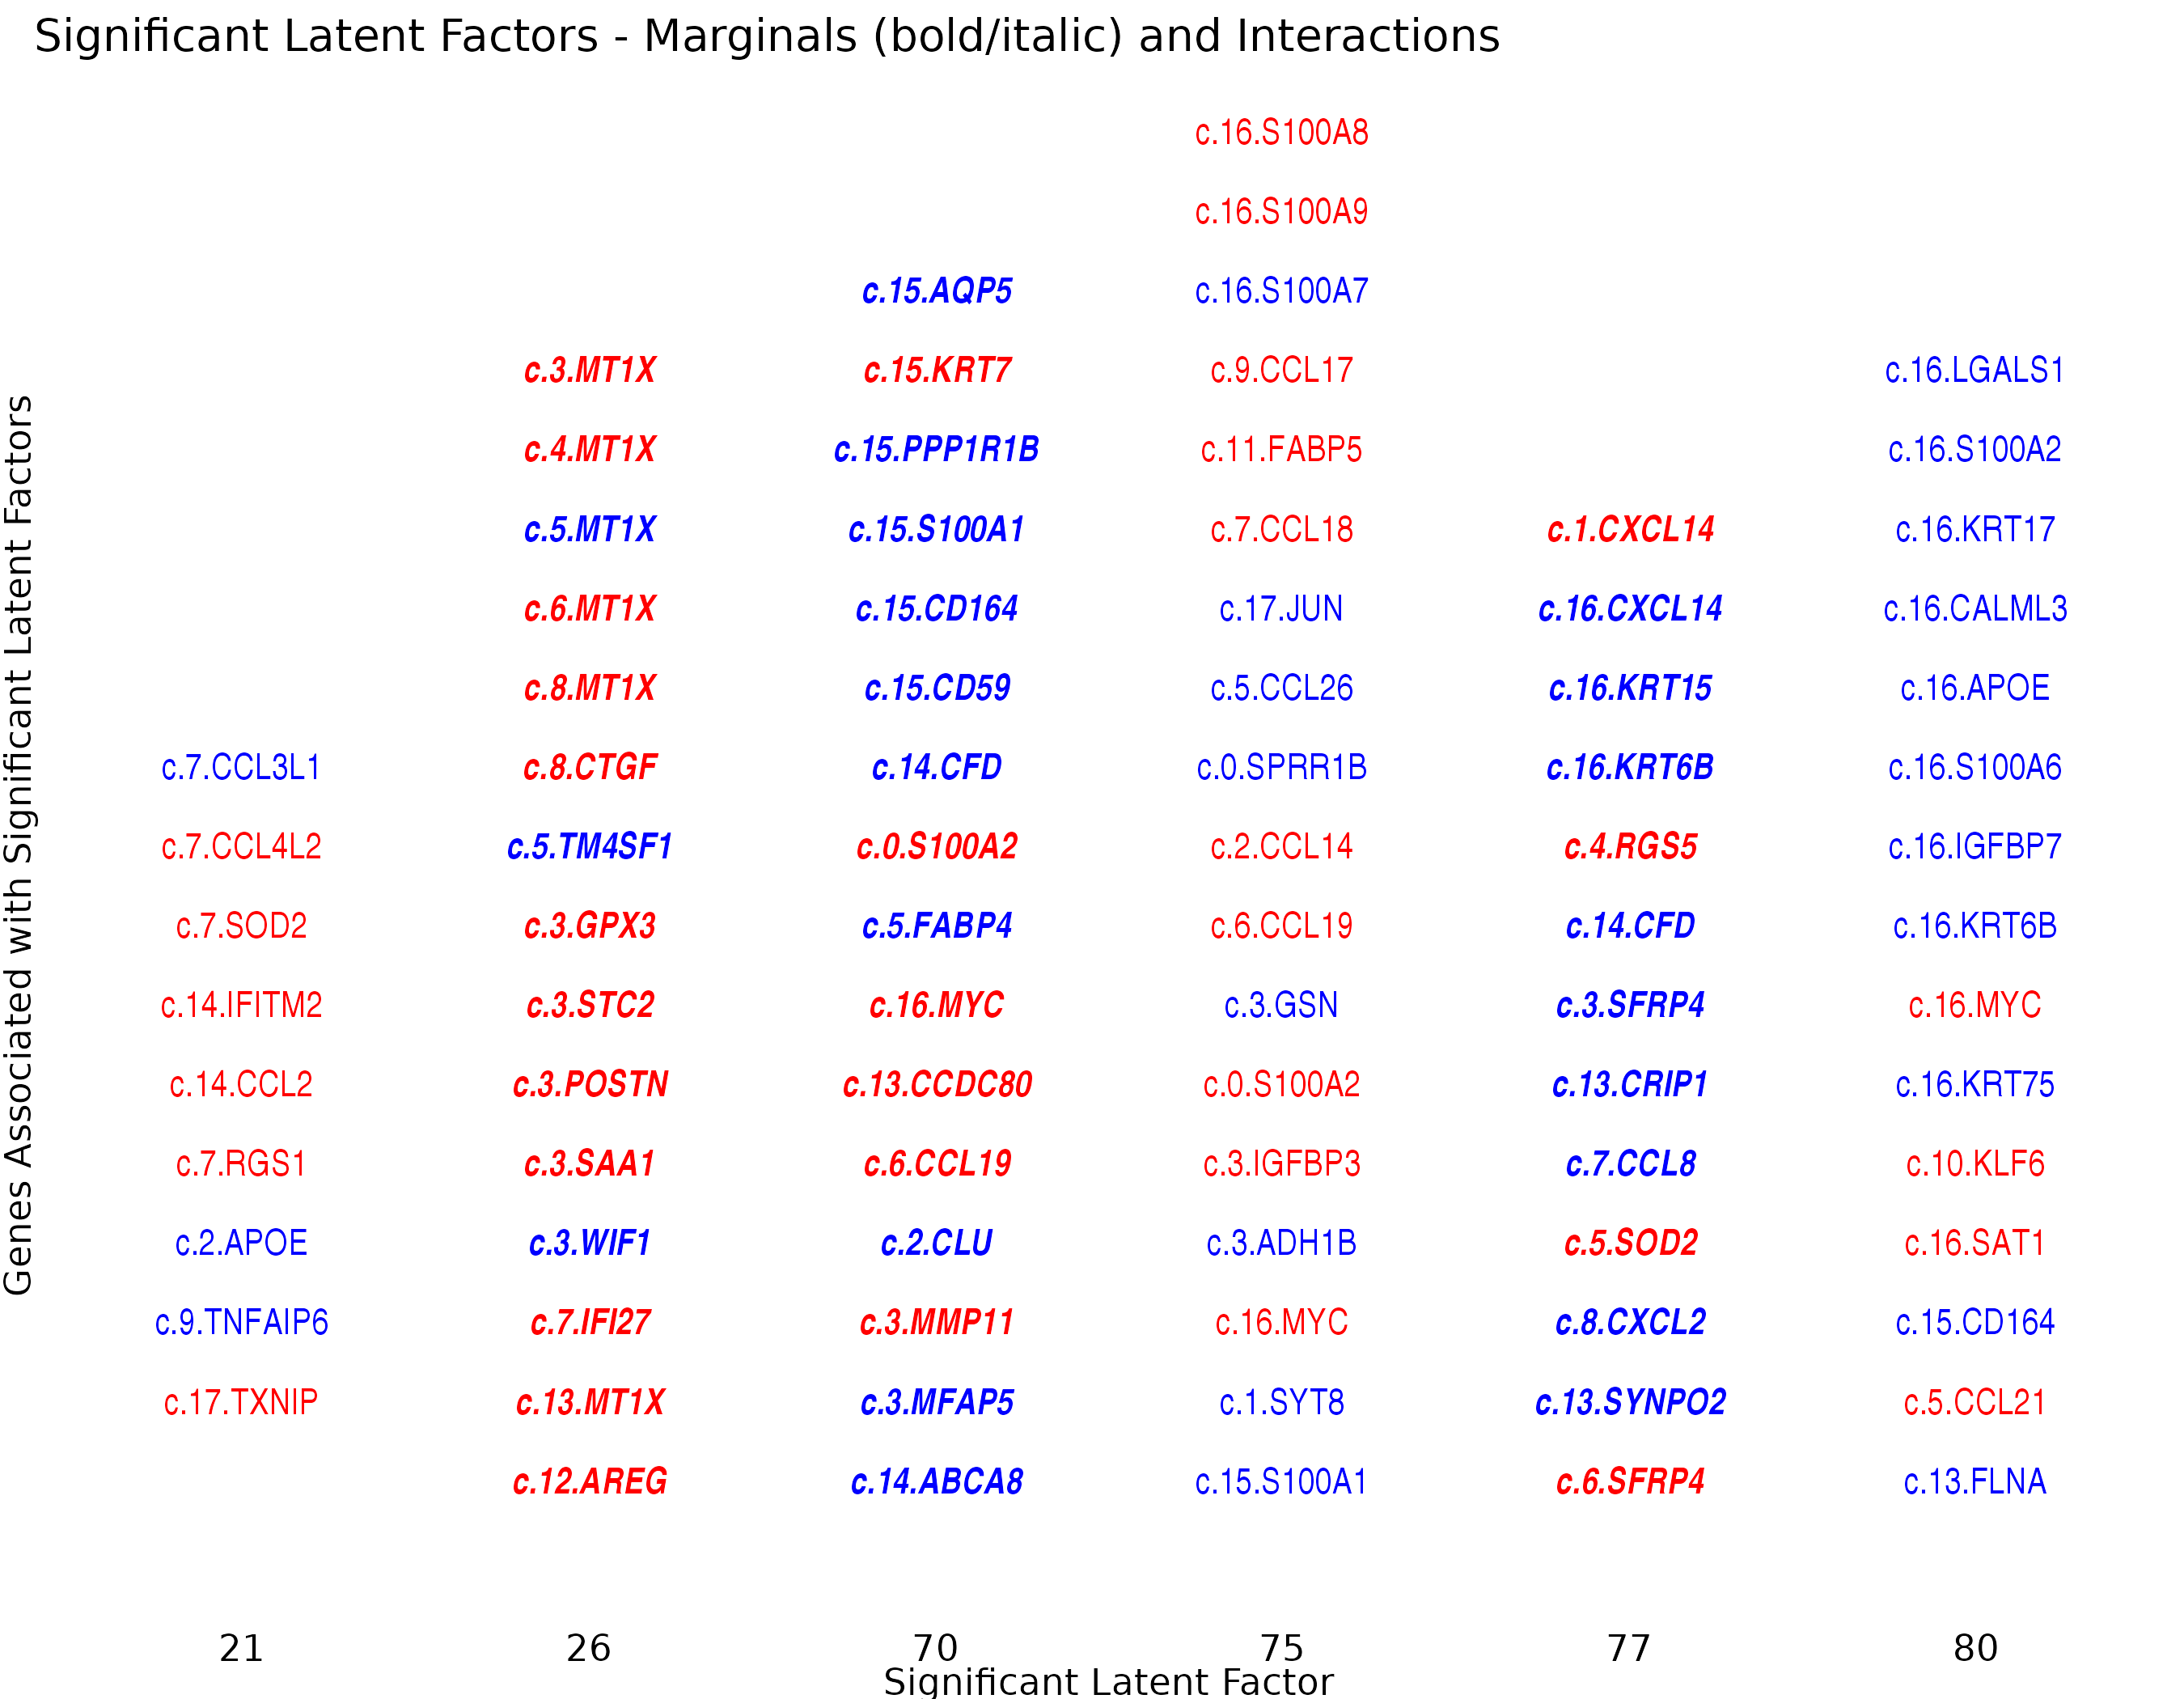 Significant Latent Factors - Marginals (bold/italic) and Interactions
Genes Associated with Significant Latent Factors
c.16.S100A8
c.16.S100A9
c.15.AQP5 c.16.S100A7
c.3.MT1X c.15.KRT7 c.9.CCL17 c.16.LGALS1
c.4.MT1X c.15.PPP1R1B c.11.FABP5 c.16.S100A2
c.5.MT1X c.15.S100A1 c.7.CCL18 c.1.CXCL14 c.16.KRT17
c.6.MT1X c.15.CD164 c.17.JUN c.16.CXCL14 c.16.CALML3
c.8.MT1X c.15.CD59 c.5.CCL26 c.16.KRT15 c.16.APOE
c.7.CCL3L1 c.8.CTGF c.14.CFD c.0.SPRR1B c.16.KRT6B c.16.S100A6
c.7.CCL4L2 c.5.TM4SF1 c.0.S100A2 c.2.CCL14 c.4.RGS5 c.16.IGFBP7
c.7.SOD2 c.3.GPX3 c.5.FABP4 c.6.CCL19 c.14.CFD c.16.KRT6B
c.14.IFITM2 c.3.STC2 c.16.MYC c.3.GSN c.3.SFRP4 c.16.MYC
c.14.CCL2 c.3.POSTN c.13.CCDC80 c.0.S100A2 c.13.CRIP1 c.16.KRT75
c.7.RGS1 c.3.SAA1 c.6.CCL19 c.3.IGFBP3 c.7.CCL8 c.10.KLF6
c.2.APOE c.3.WIF1 c.2.CLU c.3.ADH1B c.5.SOD2 c.16.SAT1
c.9.TNFAIP6 c.7.IFI27 c.3.MMP11 c.16.MYC c.8.CXCL2 c.15.CD164
c.17.TXNIP c.13.MT1X c.3.MFAP5 c.1.SYT8 c.13.SYNPO2 c.5.CCL21
c.12.AREG c.14.ABCA8 c.15.S100A1 c.6.SFRP4 c.13.FLNA
21 26 70 75 77 80
Significant Latent Factor